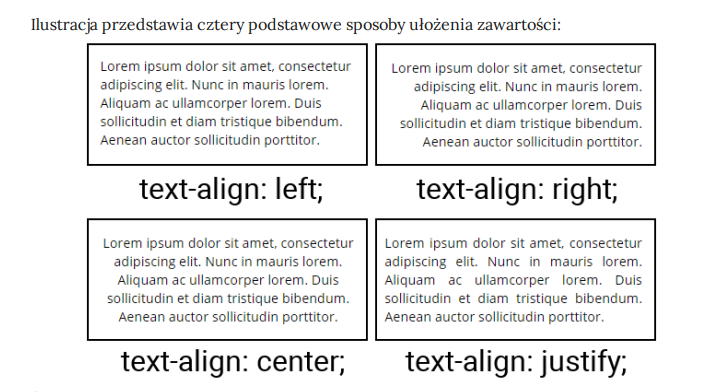 Ilustracja przedstawia cztery podstawowe sposoby ułożenia zawartości:
Lorem ipsum dolor sit amet, consectetur
adipiscing elit. Nunc in mauris lorem.
Aliquam ac ullamcorper lorem. Duis
sollicitudin et diam tristique bibendum.
Aenean auctor sollicitudin porttitor.
text-align: left;
Lorem ipsum dolor sit amet, consectetur
adipiscing elit. Nunc in mauris lorem.
Aliquam ac ullamcorper lorem. Duis
sollicitudin et diam tristique bibendum.
Aenean auctor sollicitudin porttitor.
text-align: right;
Lorem ipsum dolor sit amet, consectetur
adipiscing elit. Nunc in mauris lorem.
Aliquam ac ullamcorper lorem. Duis
sollicitudin et diam tristique bibendum.
Aenean auctor sollicitudin porttitor.
text-align: center;
Lorem ipsum dolor sit amet, consectetur
adipiscing elit. Nunc in mauris lorem.
Aliquam ac ullamcorper lorem. Duis
sollicitudin et diam tristique bibendum.
Aenean auctor sollicitudin porttitor.
text-align: justify;